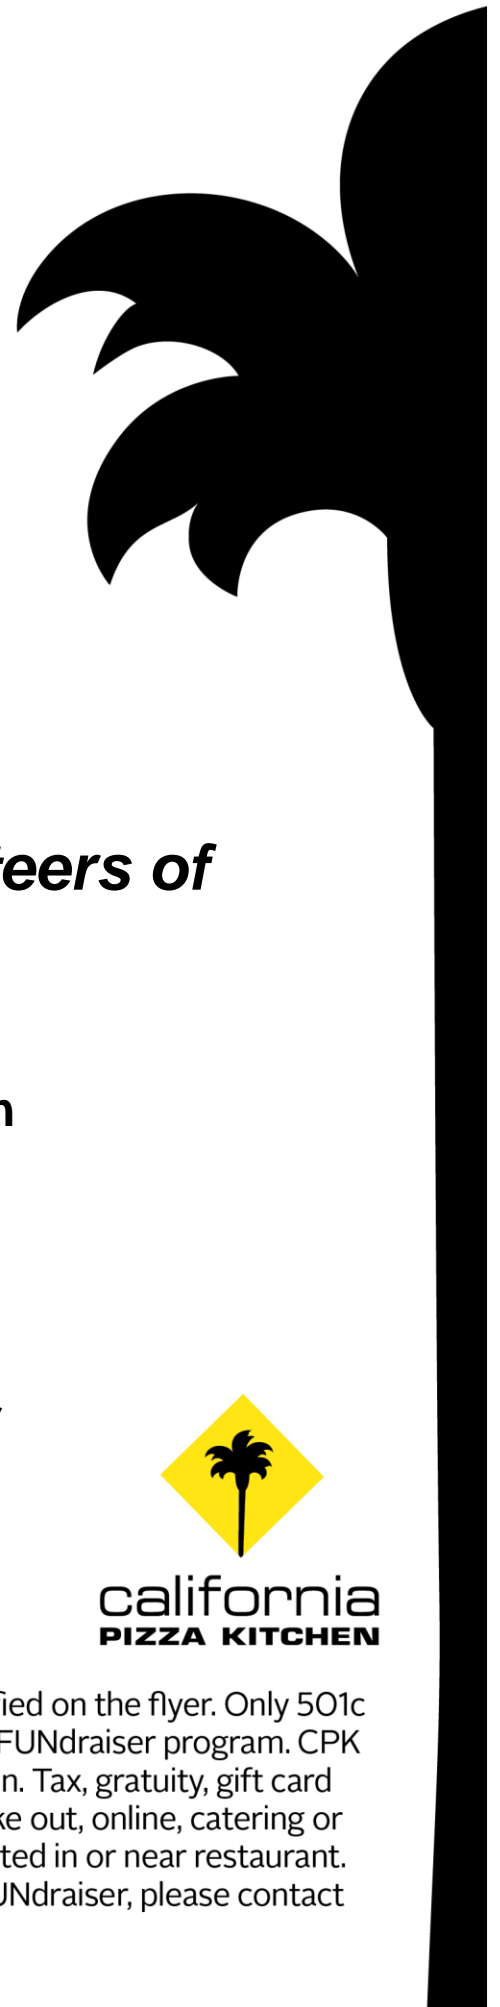 teers of
n
california
PIZZA KITCHEN
fied on the flyer. Only 501c
FUNdraiser program. CPK
n. Tax, gratuity, gift card
ke out, online, catering or
ted in or near restaurant.
UNdraiser, please contact